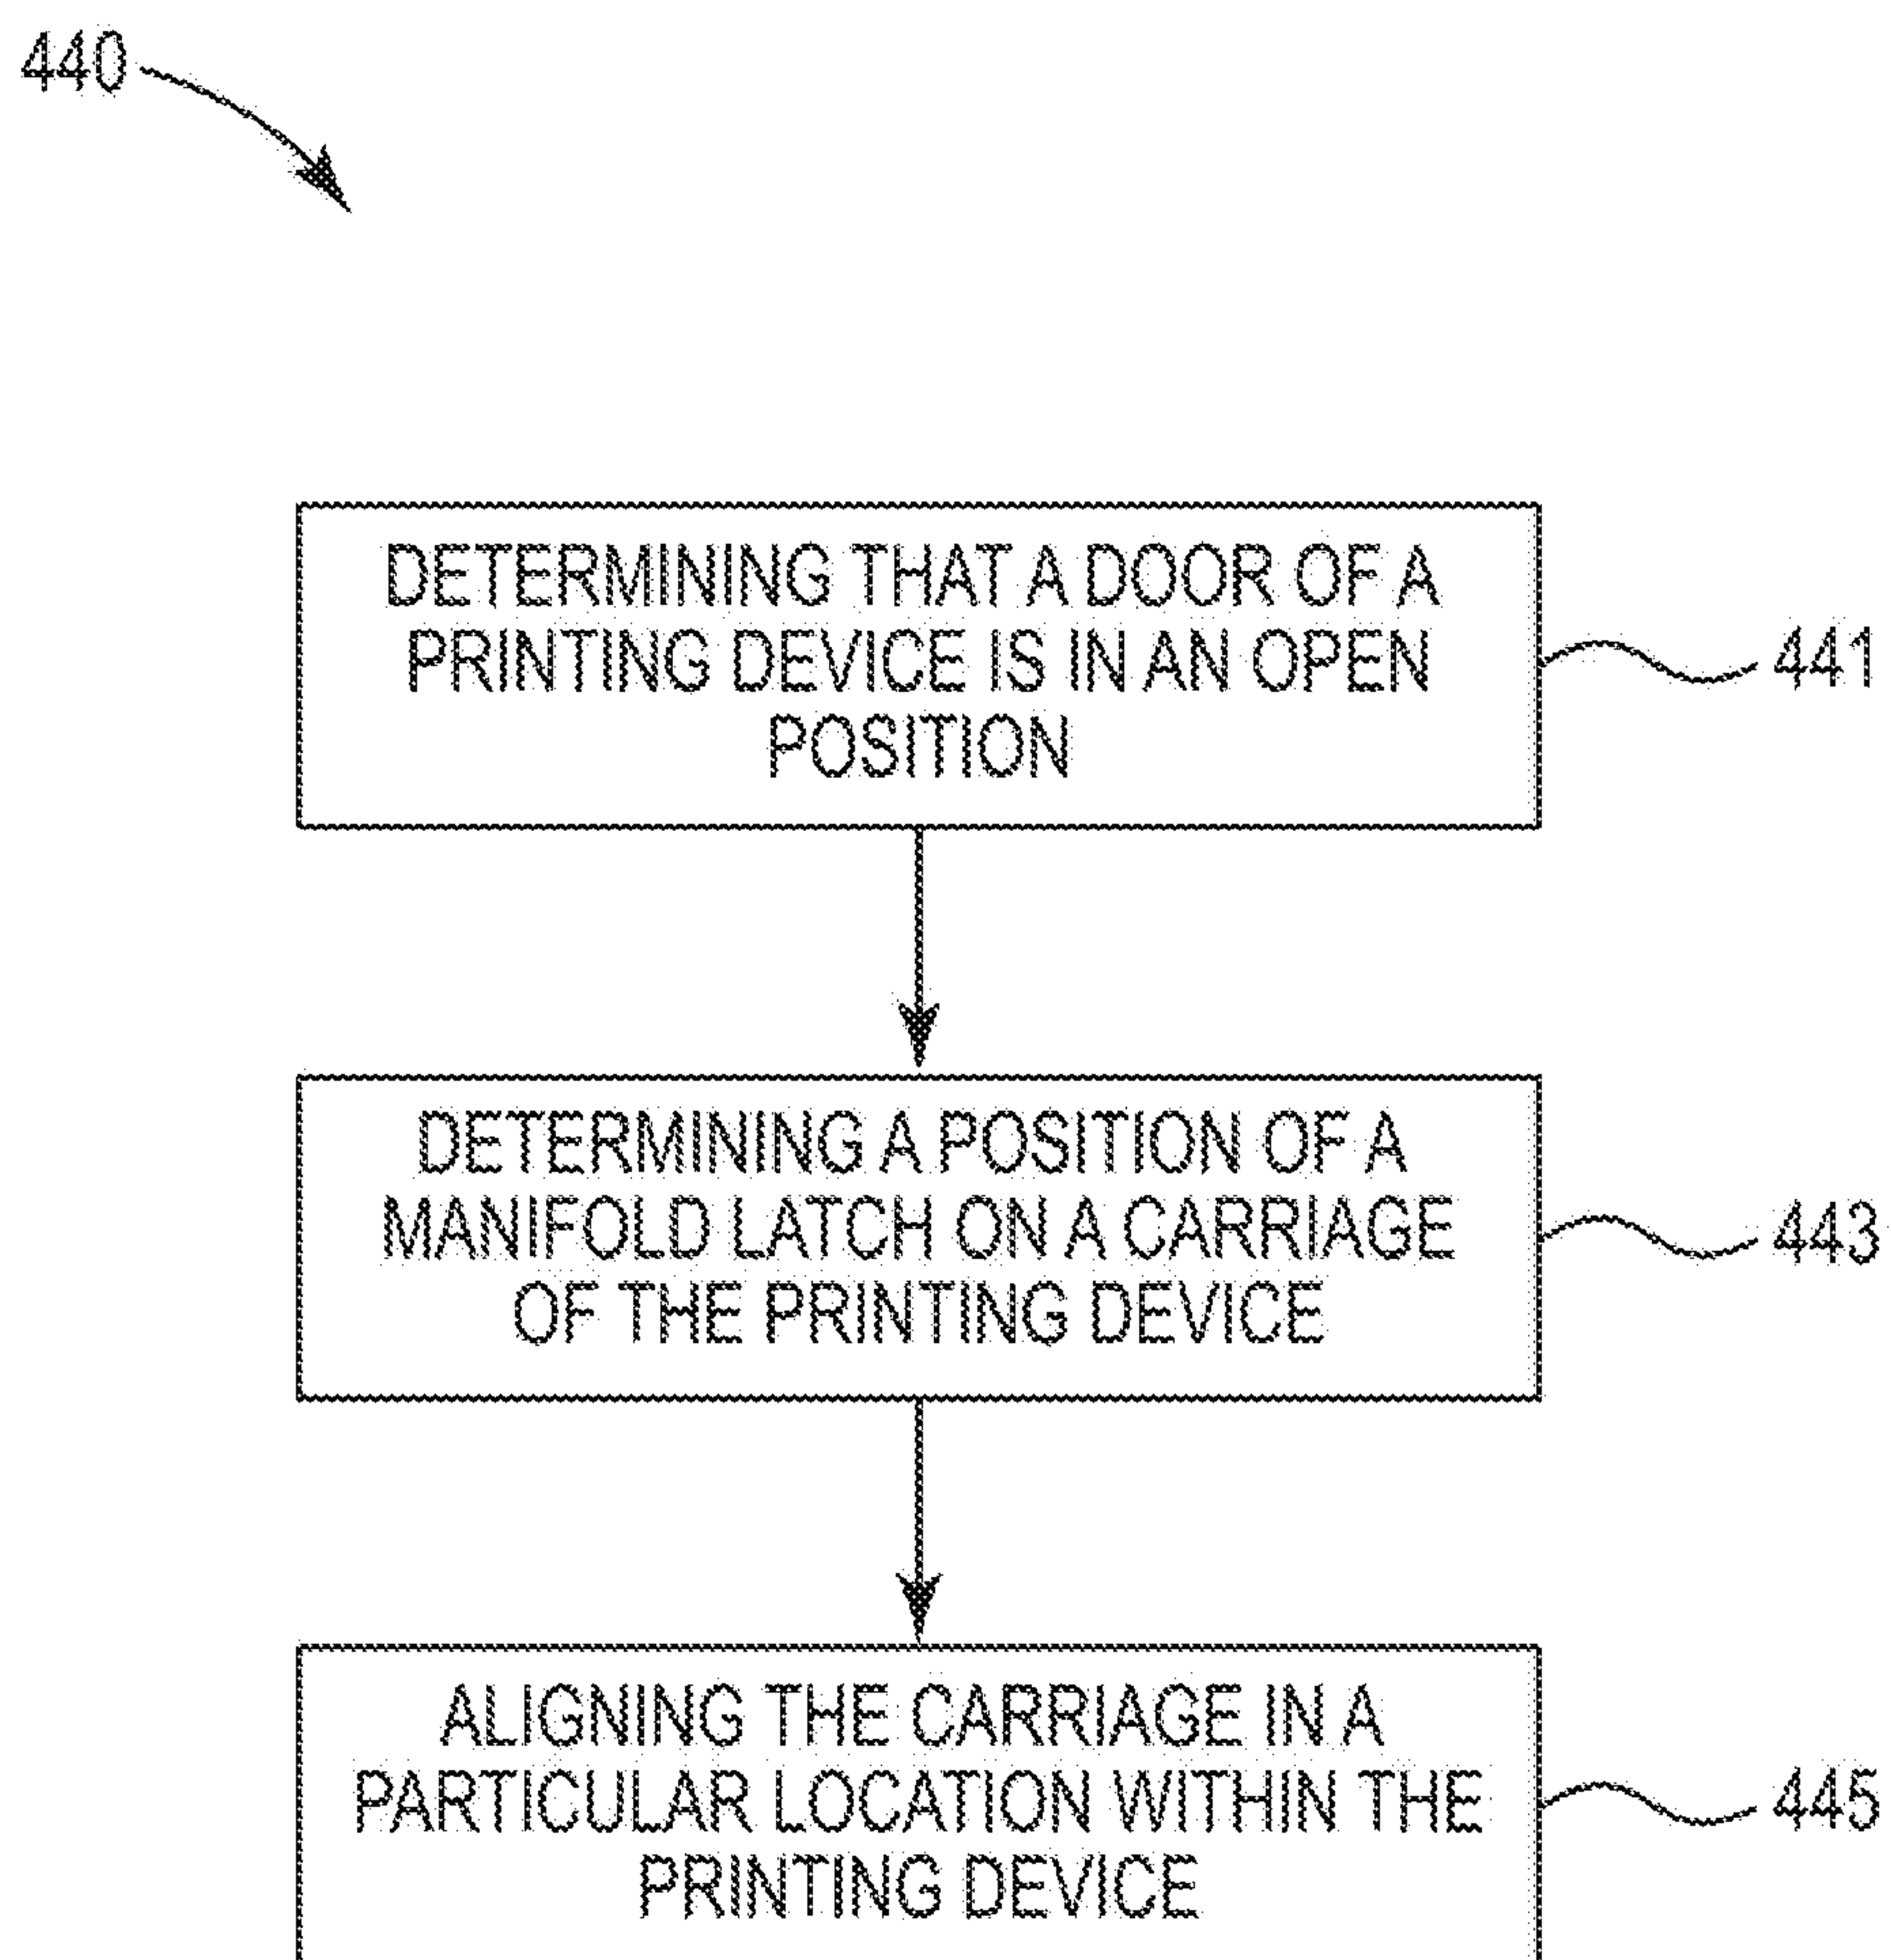 440
DETERMINING THAT A DOOR OF A
PRINTING DEVICE IS IN AN OPEN
POSITION
441
DETERMINING A POSITION OF A
MANIFOLD LATCH ON A CARRIAGE
OF THE PRINTING DEVICE
443
ALIGNING THE CARRIAGE IN A
PARTICULAR LOCATION WITHIN THE
PRINTING DEVICE
445